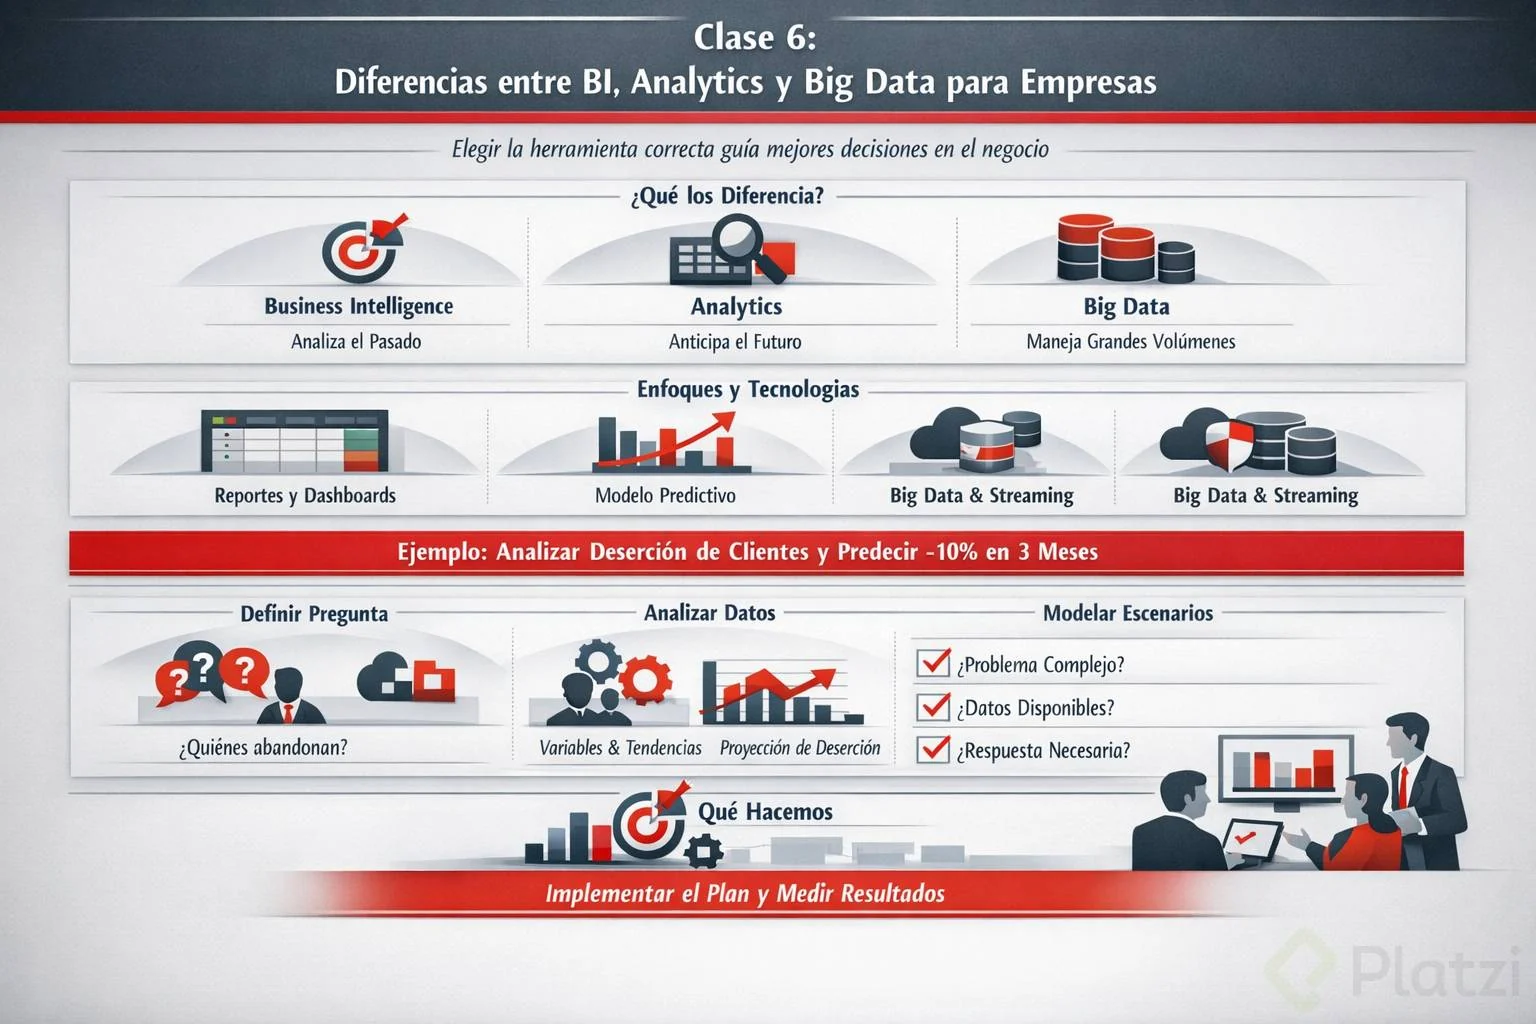 Clase 6:
Diferencias entre BI, Analytics y Big Data para Empresas
Elegir la herramienta correcta guía mejores decisiones en el negocio
¿Qué los Diferencia?
Business Intelligence
Analiza el Pasado
Analytics
Anticipa el Futuro
Big Data
Maneja Grandes Volúmenes
Enfoques y Tecnologias
Reportes y Dashboards
Modelo Predictivo
Big Data & Streaming
Big Data & Streaming
Ejemplo: Analizar Deserción de Clientes y Predecir -10% en 3 Meses
Definir Pregunta
? ? ?
¿Quiénes abandonan?
Analizar Datos
Variables & Tendencias
Proyección de Deserción
Modelar Escenarios
¿Problema Complejo?
¿Datos Disponibles?
¿Respuesta Necesaria?
Qué Hacemos
Implementar el Plan y Medir Resultados
Platzi